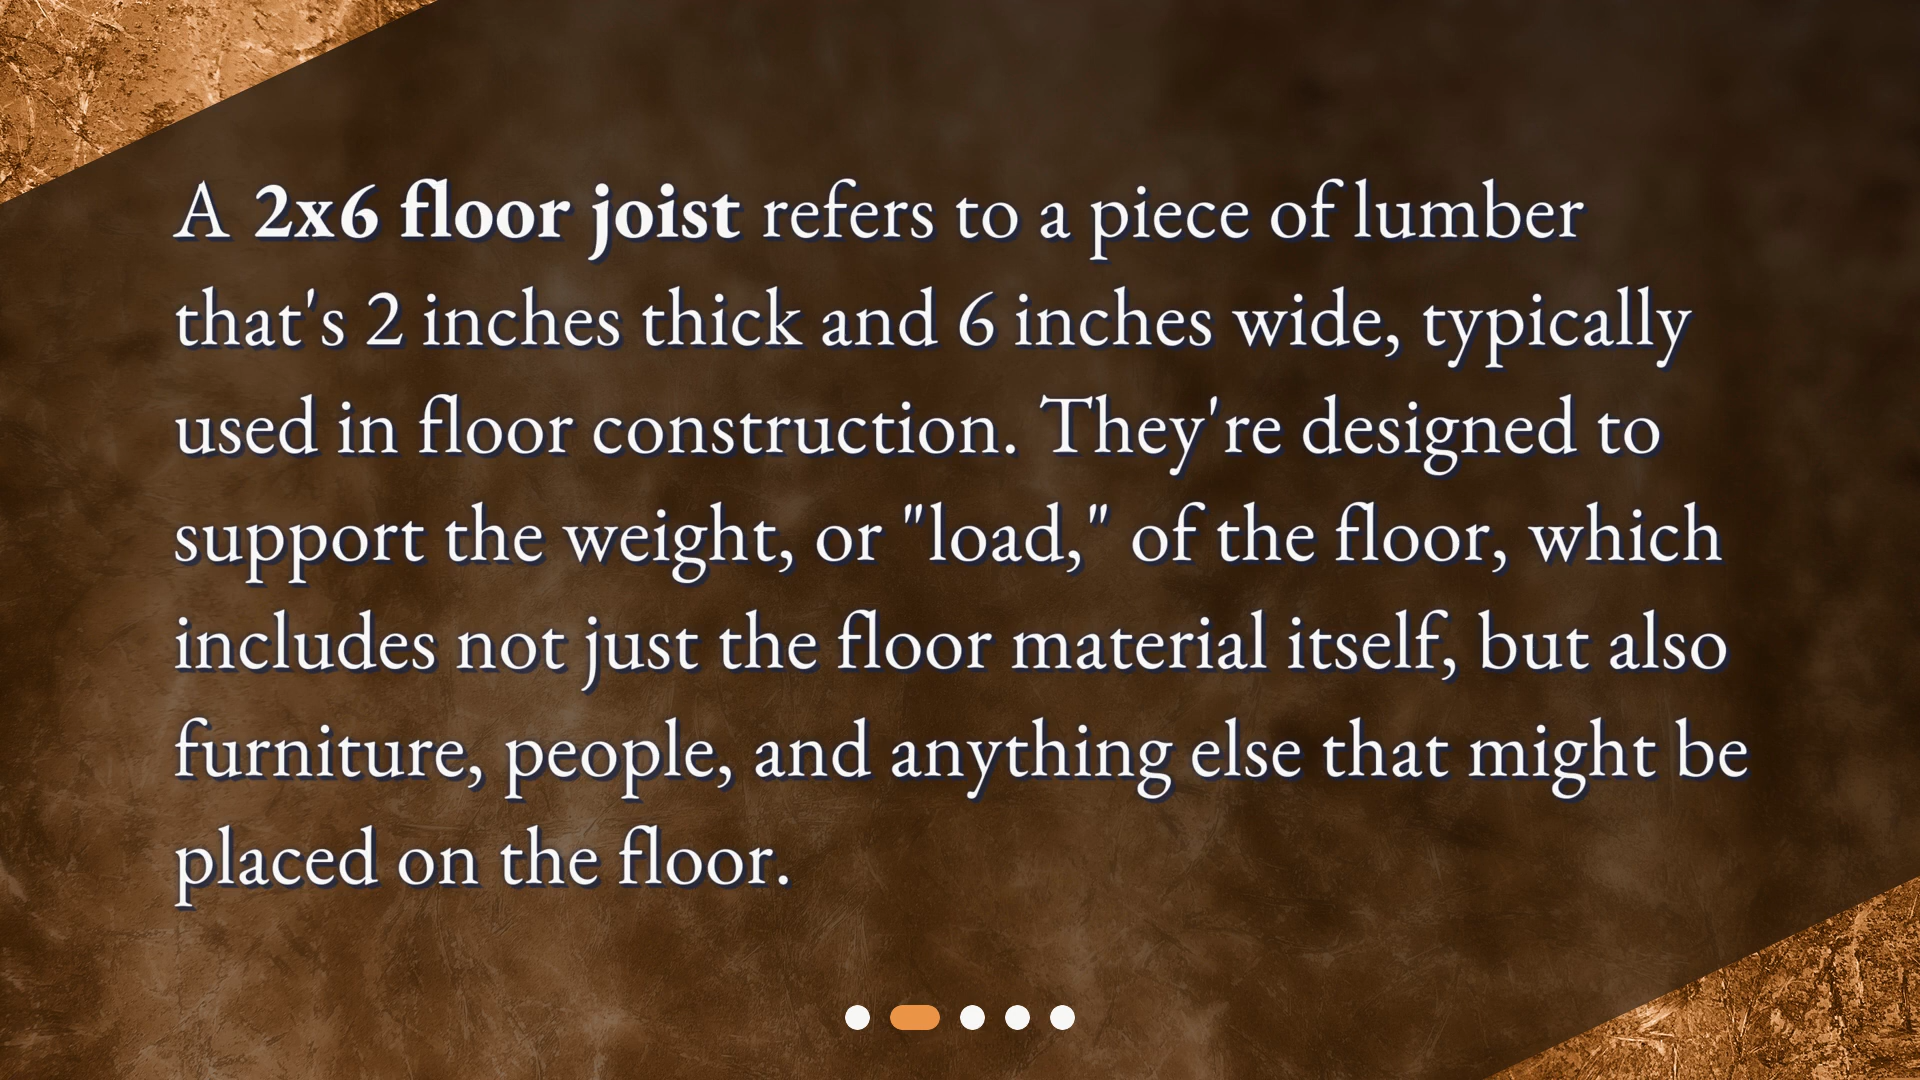 A 2x6 floor joist refers to a piece of lumber
that's 2 inches thick and 6 inches wide, typically
used in floor construction. They're designed to
support the weight, or "load," of the floor, which
includes not just the floor material itself, but also
furniture, people, and anything else that might be
placed on the floor.